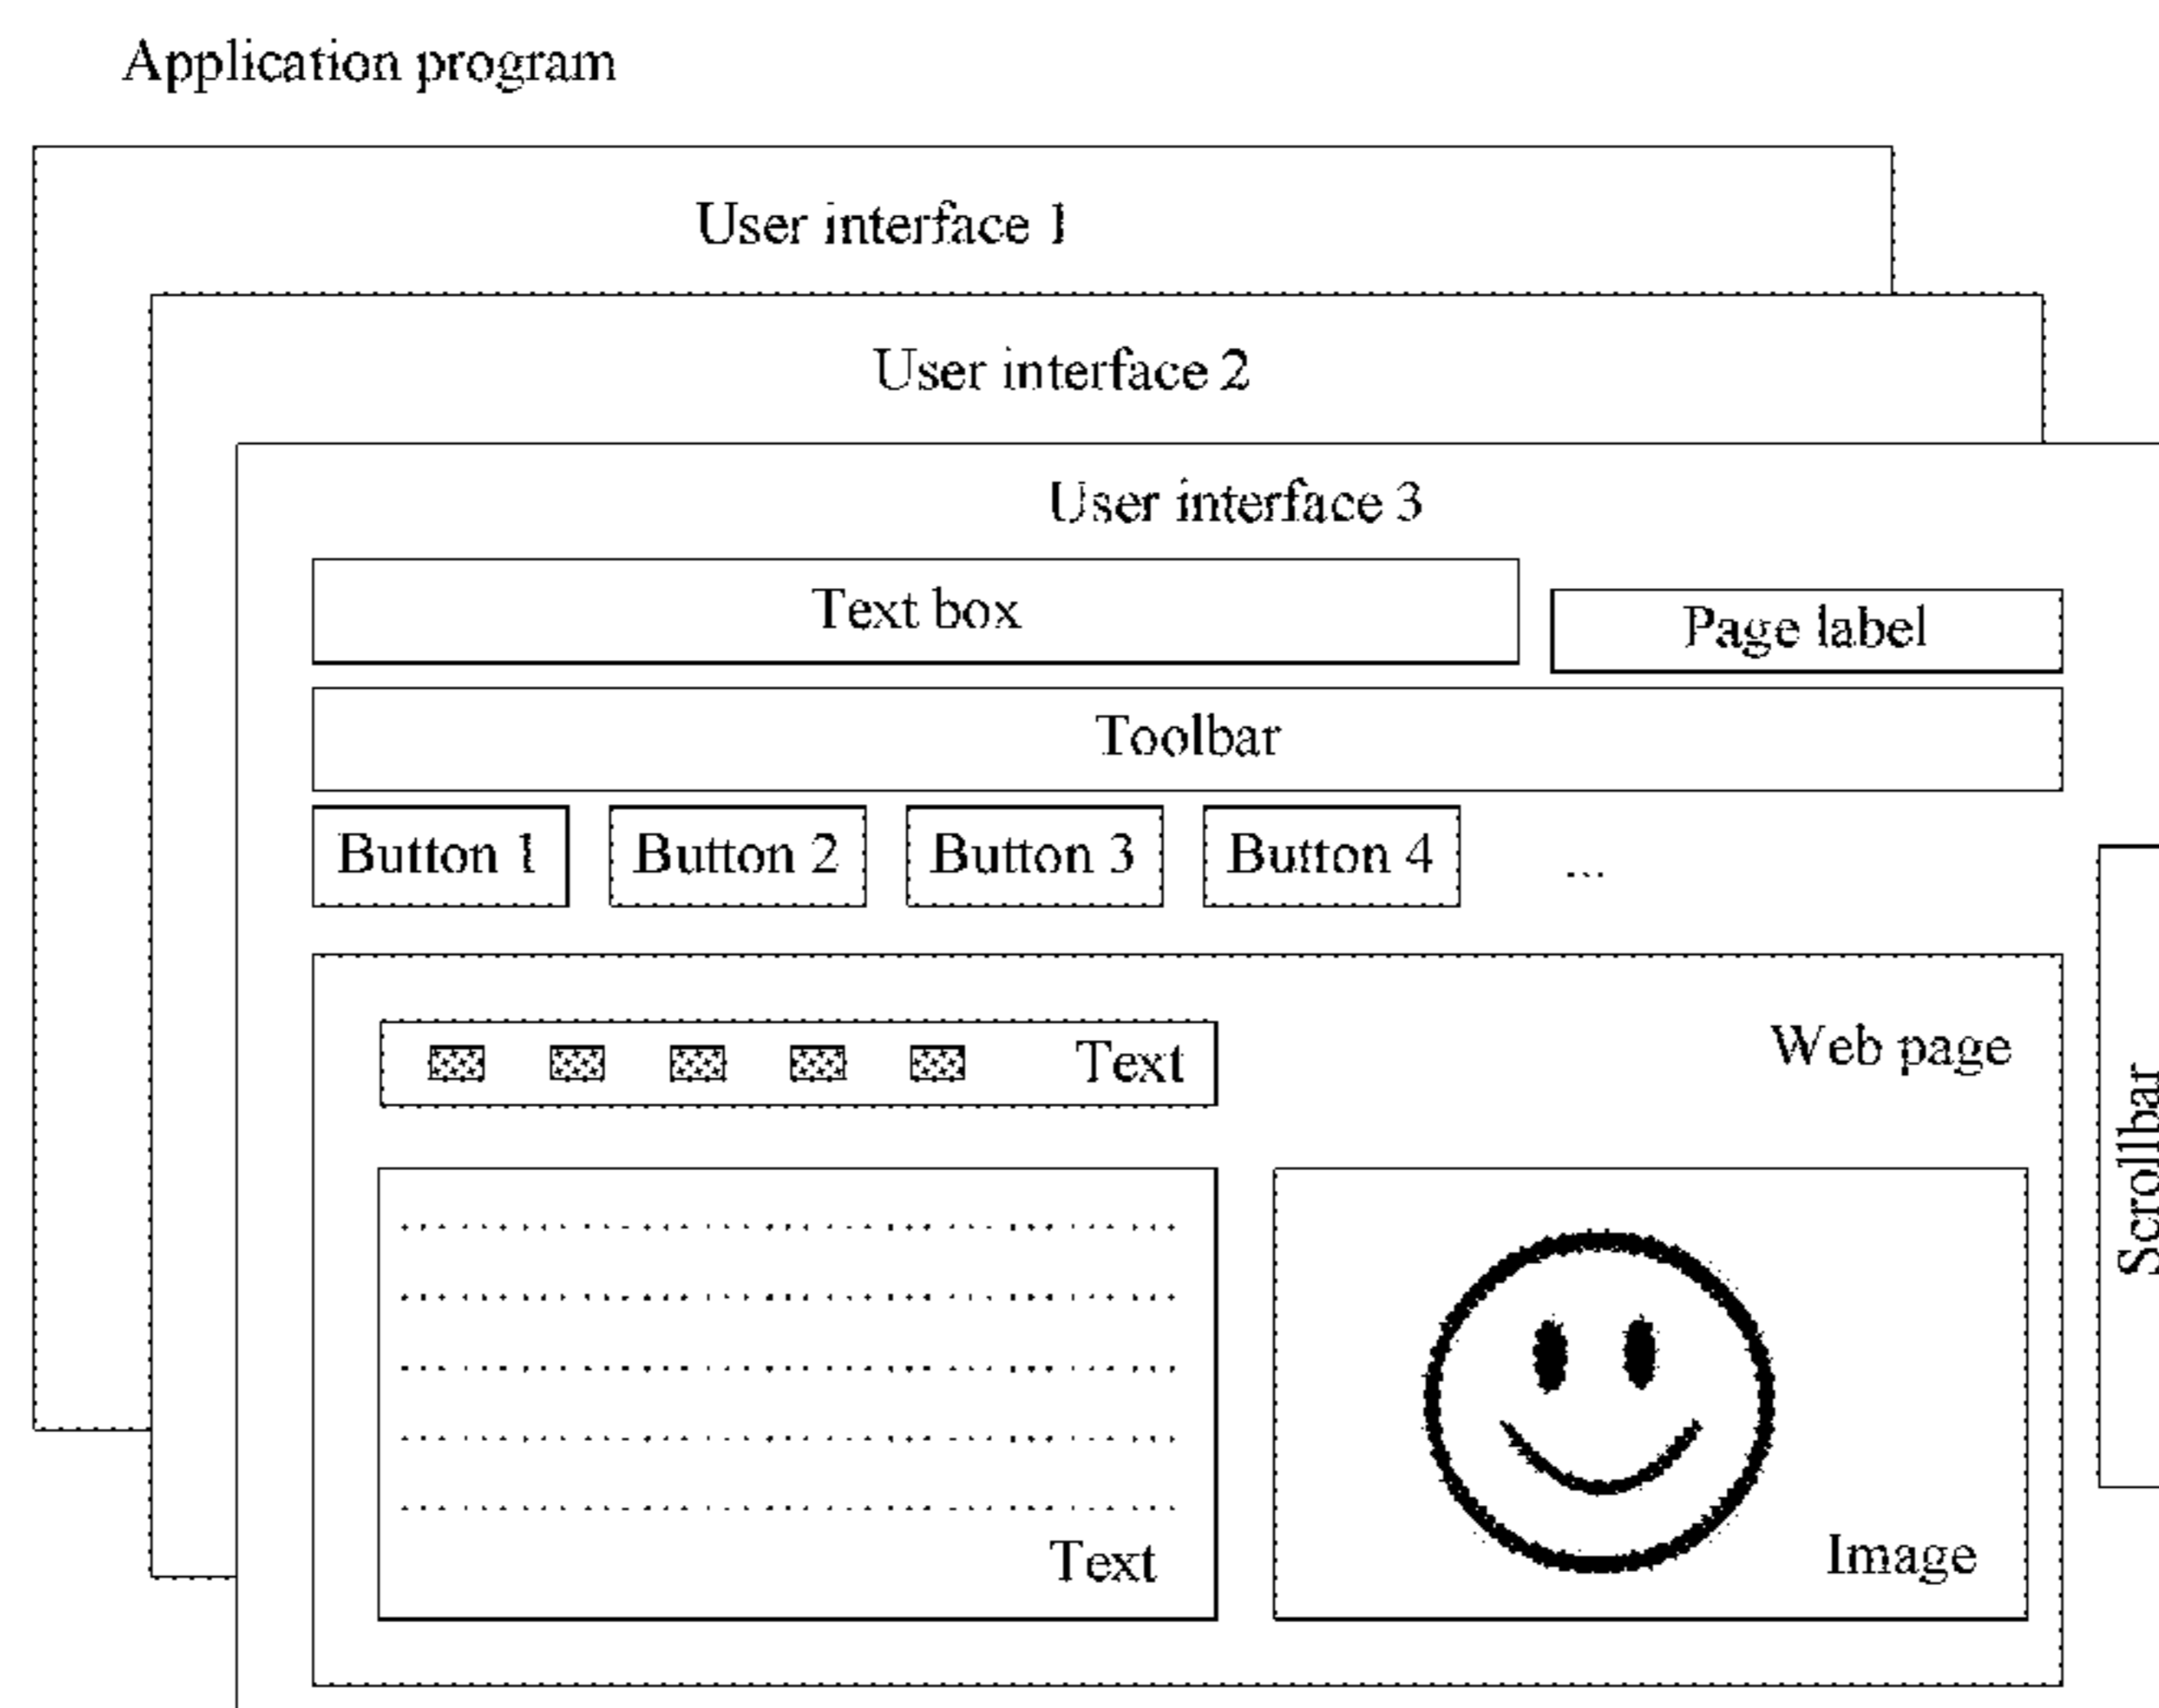 Application program
User interface 1
User interface 2
User interface 3
Text box
Page label
Toolbar
Button 1
Button 2
Button 3
Button 4
...
Text
Web page
Scrollbar
Text
Image